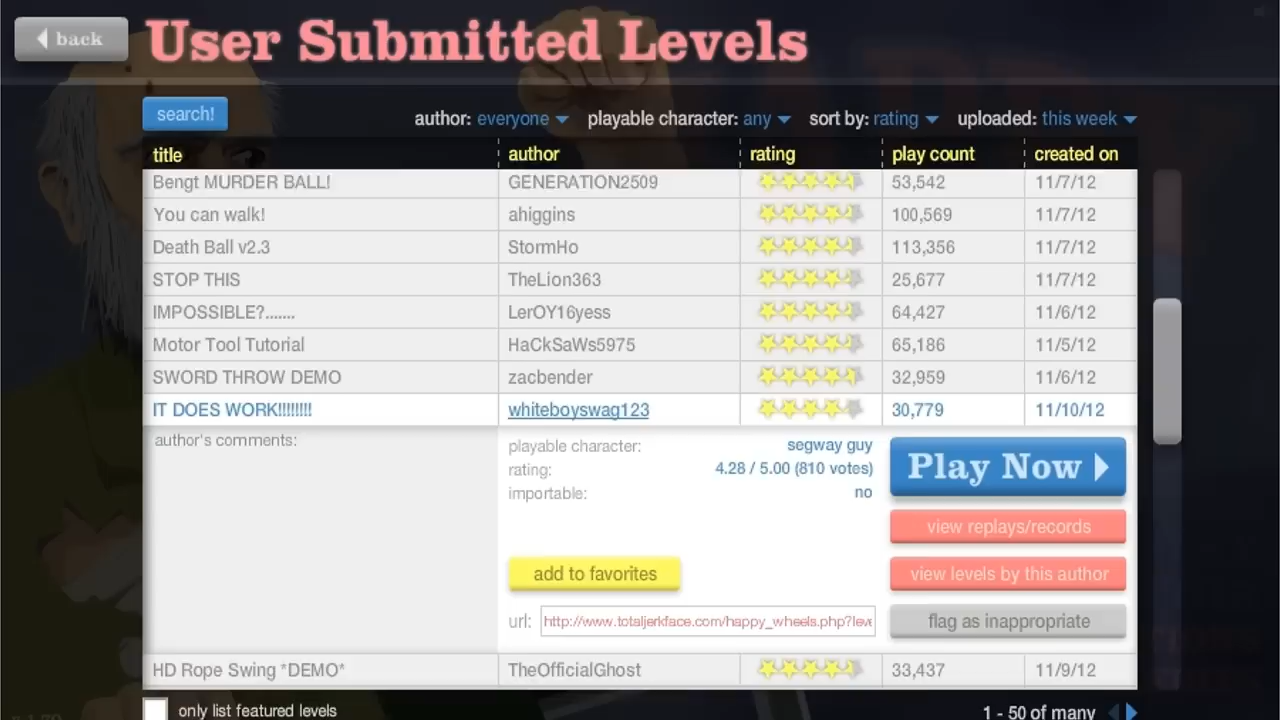 back
User Submitted Levels
search!
author: everyone playable character: any sort by: rating uploaded: this week
title author rating play count created on
Bengt MURDER BALL! GENERATION2509 53,542 11/7/12
You can walk! ahiggins 100,569 11/7/12
Death Ball v2.3 StormHo 113,356 11/7/12
STOP THIS TheLion363 25,677 11/7/12
IMPOSSIBLE?....... LerOY16yess 64,427 11/6/12
Motor Tool Tutorial HaCkSaWs5975 65,186 11/5/12
SWORD THROW DEMO zacbender 32,959 11/6/12
IT DOES WORK!!!!!!!! whiteboyswag123 30,779 11/10/12
author's comments:
playable character: segway guy
rating: 4.28 / 5.00 (810 votes)
importable: no
Play Now
view replays/records
add to favorites
view levels by this author
url: http://www.totaljerkface.com/happy_wheels.php?leve
flag as inappropriate
HD Rope Swing *DEMO* TheOfficialGhost 33,437 11/9/12
only list featured levels
1 - 50 of many